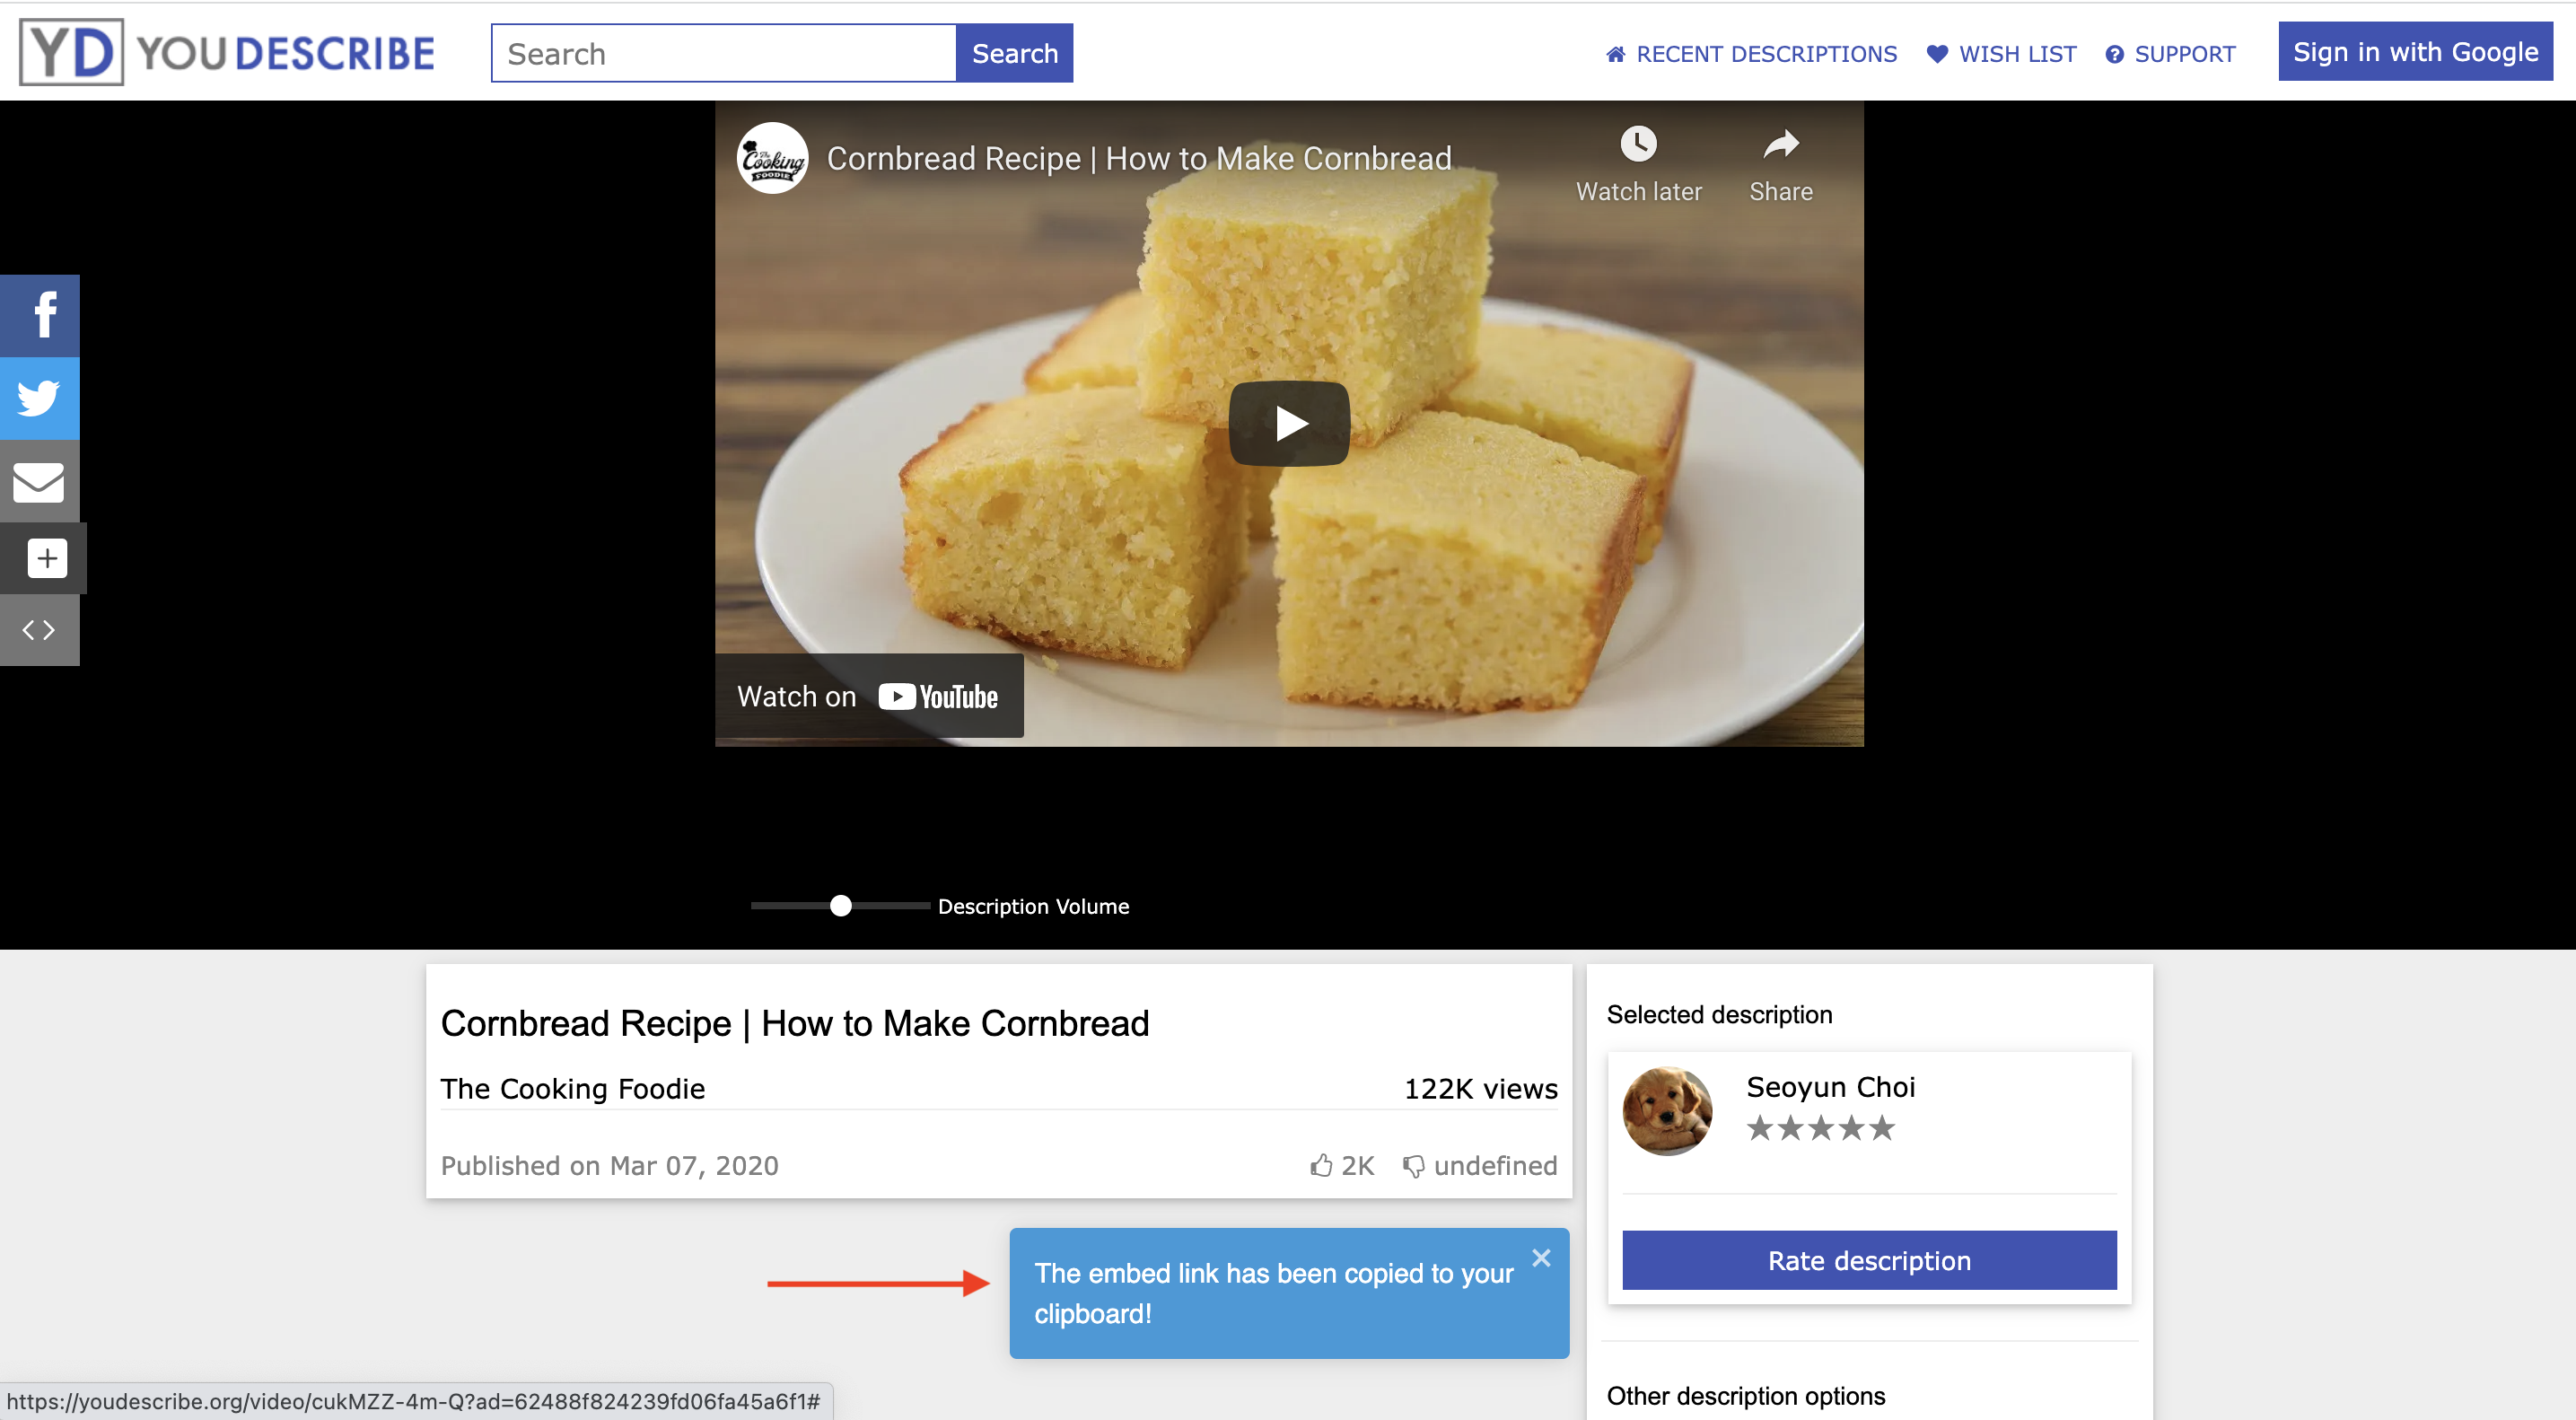 YD YOUDESCRIBE
Search
Search
RECENT DESCRIPTIONS
WISH LIST
SUPPORT
Sign in with Google
The Cooking FOODIE
Cornbread Recipe | How to Make Cornbread
Watch later
Share
Watch on YouTube
Description Volume
Cornbread Recipe | How to Make Cornbread
The Cooking Foodie
122K views
Published on Mar 07, 2020
2K
undefined
Selected description
Seoyun Choi
Rate description
The embed link has been copied to your
clipboard!
Other description options
https://youdescribe.org/video/cukMZZ-4m-Q?ad=62488f824239fd06fa45a6f1#